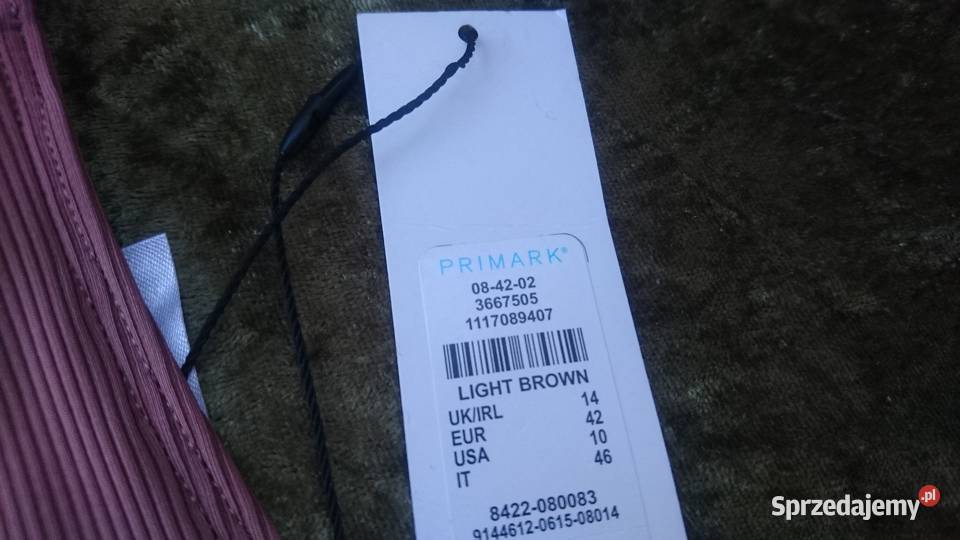 PRIMARK®
08-42-02
3667505
1117089407
LIGHT BROWN
UK/IRL 14
EUR 42
USA 10
IT 46
8422-080083
9144612-0615-08014
Sprzedajemy.pl